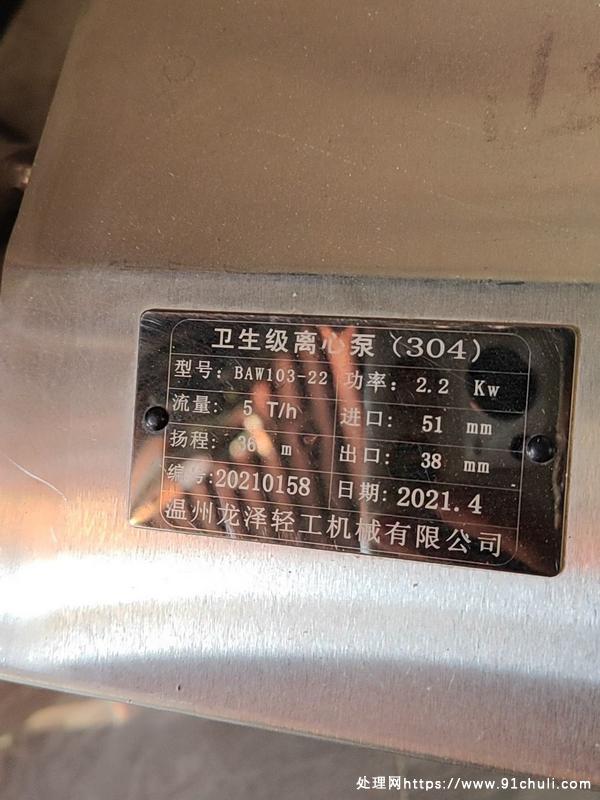 卫生级离心泵(304)
型号: BAW103-22 功率: 2.2 Kw
流量: 5 T/h 进口: 51 mm
扬程: 36 m 出口: 38 mm
编号:20210158 日期: 2021.4
温州龙泽轻工机械有限公司
处理网https://www.91chuli.com/